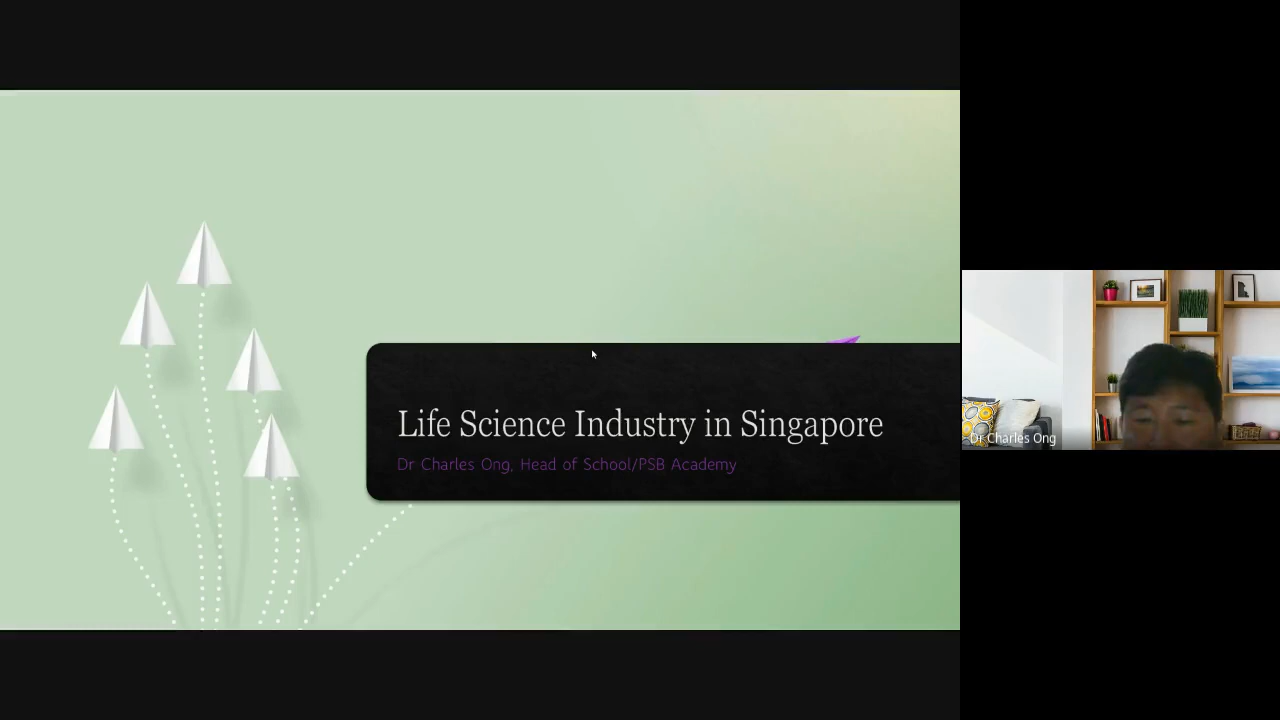 Life Science Industry in Singapore
Dr Charles Ong, Head of School/PSB Academy
Dr Charles Ong